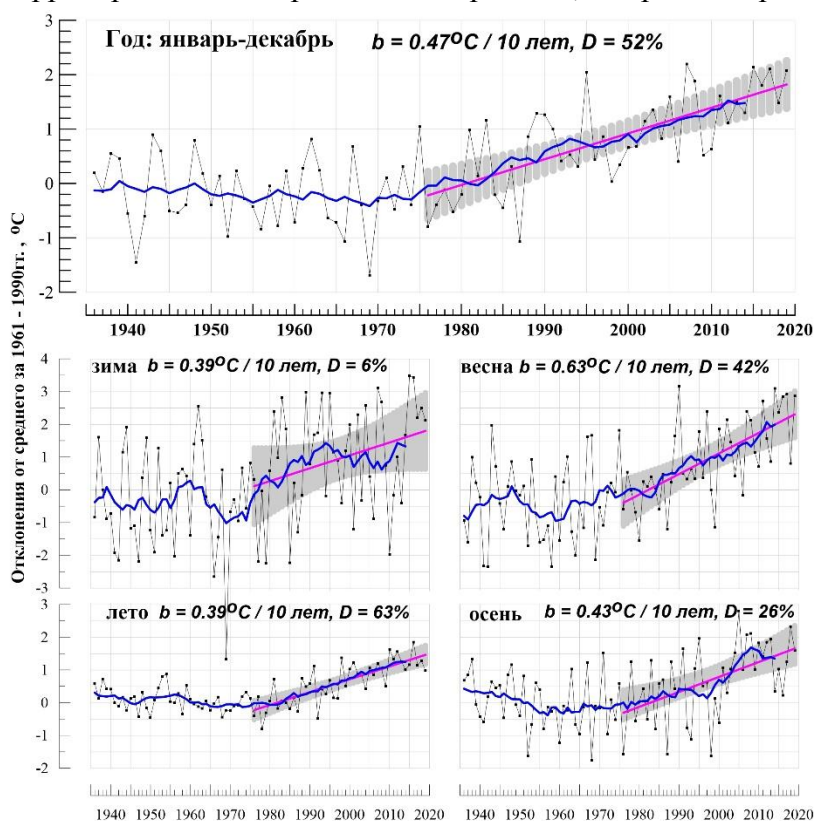 Год: январь-декабрь
b = 0.47ºC / 10 лет, D = 52%
3
2
1
0
-1
-2
1940 1950 1960 1970 1980 1990 2000 2010 2020
Отклонения от среднего за 1961 - 1990гг. , ºC
зима b = 0.39ºC / 10 лет, D = 6%
4
3
2
1
0
-1
-2
-3
весна b = 0.63ºC / 10 лет, D = 42%
лето b = 0.39ºC / 10 лет, D = 63%
3
2
1
0
-1
-2
осень b = 0.43ºC / 10 лет, D = 26%
1940 1950 1960 1970 1980 1990 2000 2010 2020
1940 1950 1960 1970 1980 1990 2000 2010 2020